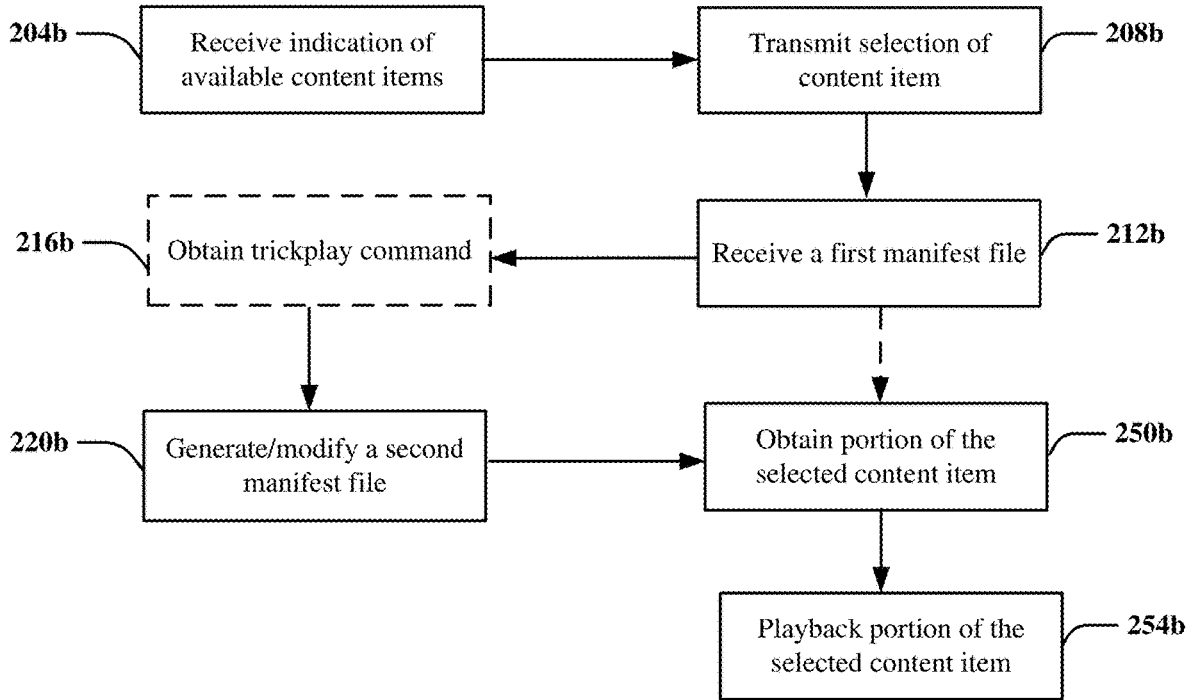 204b
Receive indication of
available content items
Transmit selection of
content item
208b
216b
Obtain trickplay command
Receive a first manifest file
212b
220b
Generate/modify a second
manifest file
Obtain portion of the
selected content item
250b
Playback portion of the
selected content item
254b